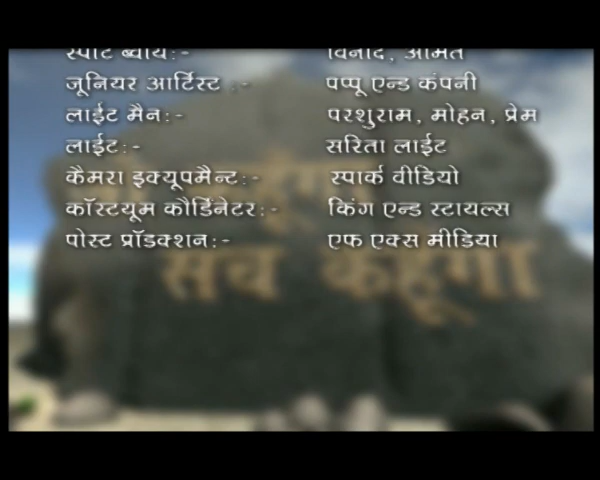 स्पॉट ब्वॉय:- विनोद, अमित
जूनियर आर्टिस्ट :- पप्पू एन्ड कंपनी
लाईट मैन:- परशुराम, मोहन, प्रेम
लाईट:- सरिता लाईट
कैमरा इक्यूपमैन्ट:- स्पार्क वीडियो
कॉस्टयूम कौर्डिनेटर:- किंग एन्ड स्टायल्स
पोस्ट प्रॉडक्शन:- एफ एक्स मीडिया
सच कहूंगा